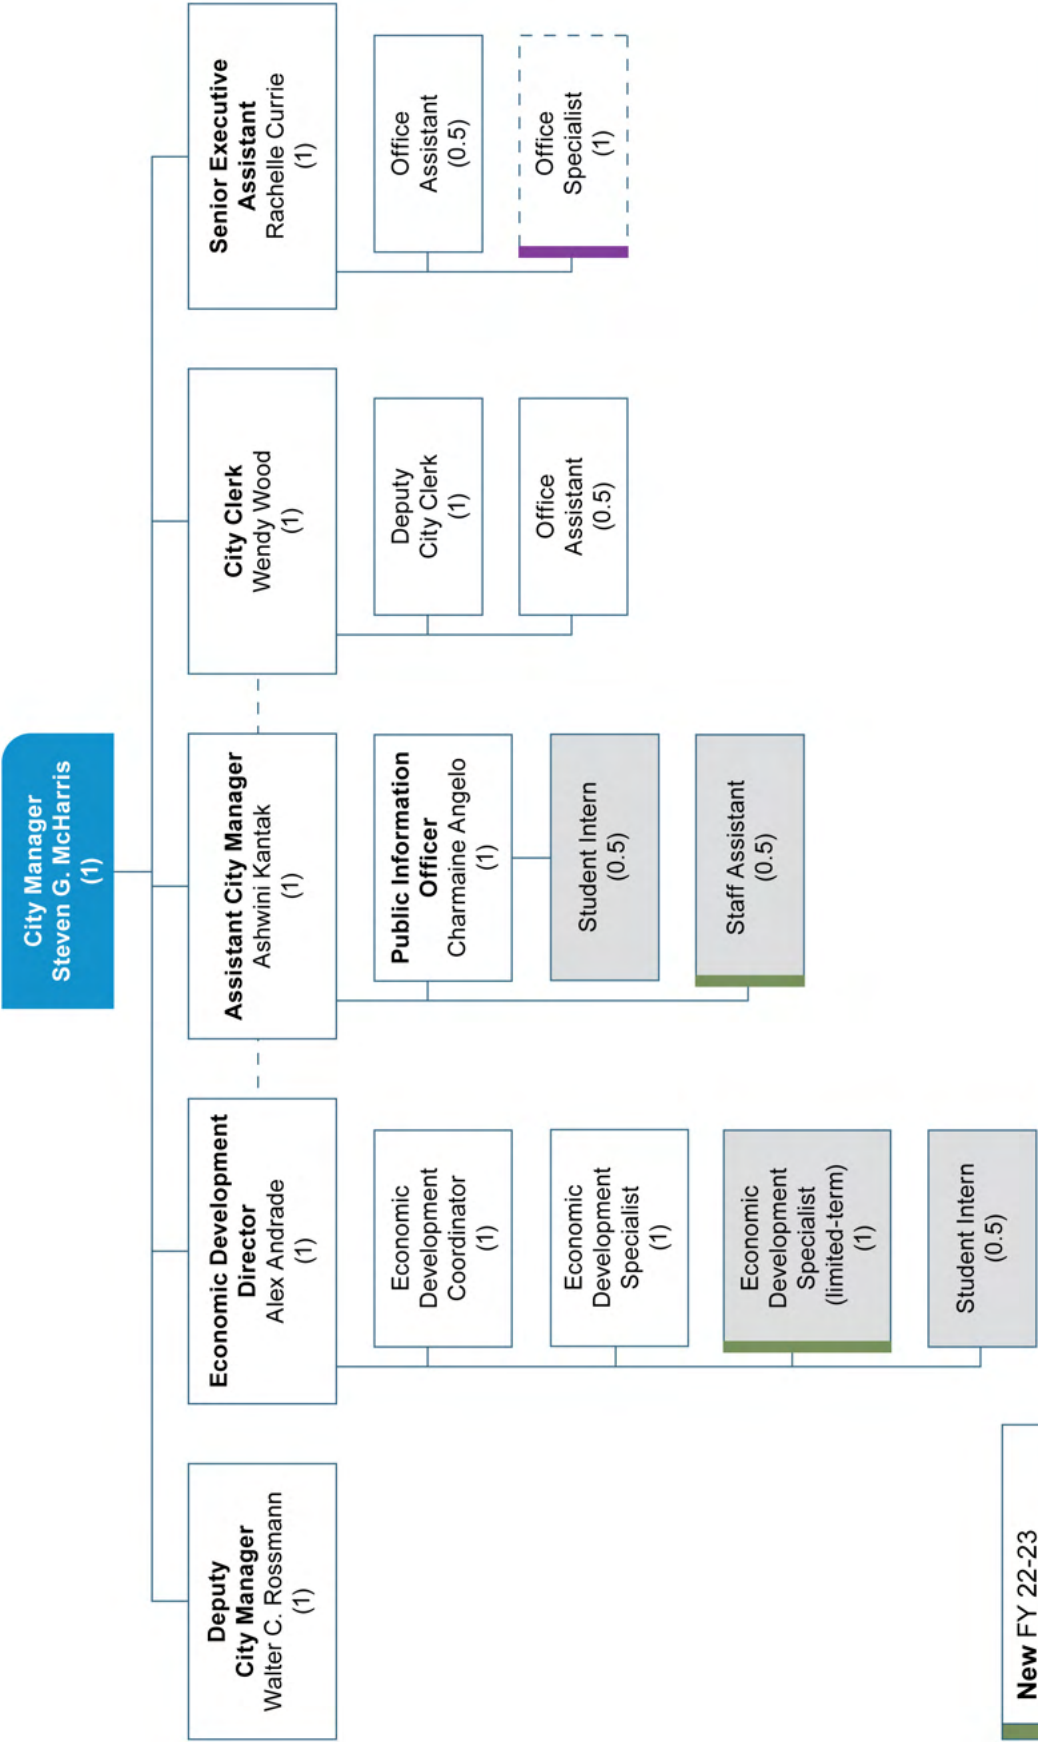 City Manager
Steven G. McHarris
(1)
Deputy
City Manager
Walter C. Rossmann
(1)
Economic Development
Director
Alex Andrade
(1)
Economic
Development
Coordinator
(1)
Economic
Development
Specialist
(1)
Economic
Development
Specialist
(limited-term)
(1)
Student Intern
(0.5)
Assistant City Manager
Ashwini Kantak
(1)
Public Information
Officer
Charmaine Angelo
(1)
Student Intern
(0.5)
Staff Assistant
(0.5)
City Clerk
Wendy Wood
(1)
Deputy
City Clerk
(1)
Office
Assistant
(0.5)
Senior Executive
Assistant
Rachelle Currie
(1)
Office
Assistant
(0.5)
Office
Specialist
(1)
New FY 22-23